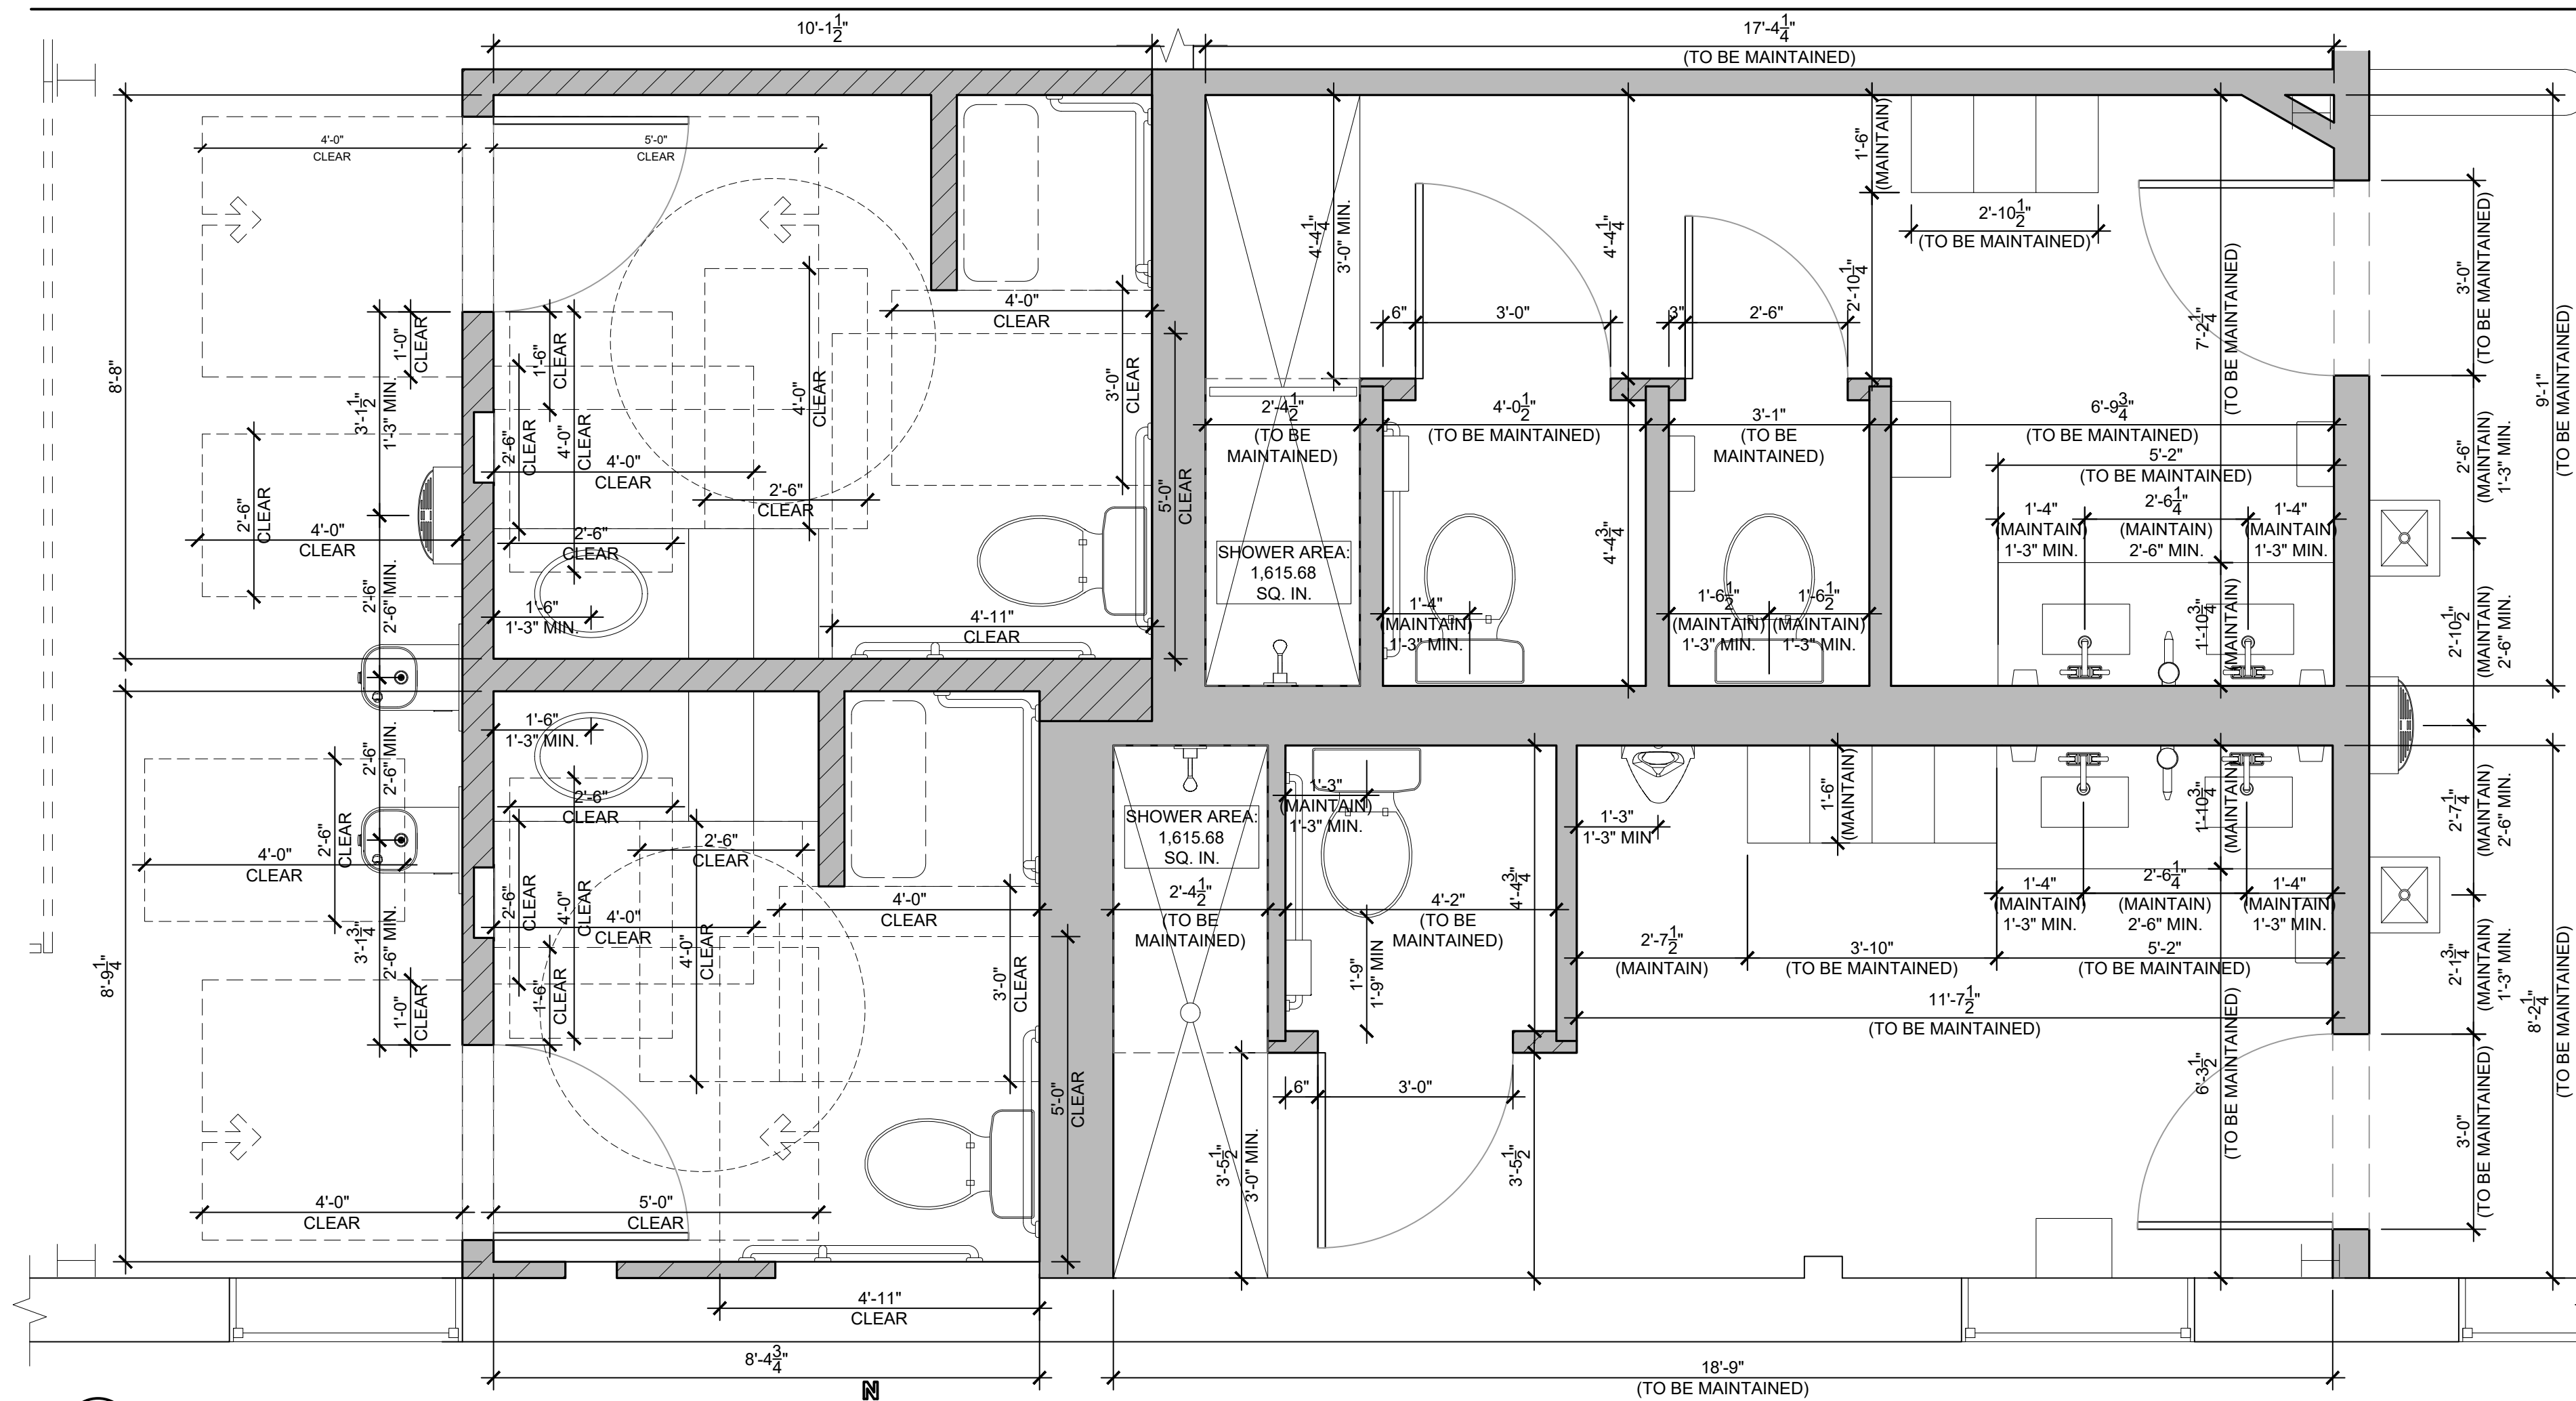 10'-1 1/2"
17'-4 1/4"
(TO BE MAINTAINED)
4'-0"
CLEAR
5'-0"
CLEAR
8'-8"
1'-0"
CLEAR
3'-1 1/2"
1'-3" MIN.
2'-6"
CLEAR
4'-0"
CLEAR
2'-6"
2'-6" MIN.
1'-6"
CLEAR
2'-6"
CLEAR
4'-0"
CLEAR
4'-0"
CLEAR
4'-0"
CLEAR
2'-6"
CLEAR
2'-6"
CLEAR
1'-6"
1'-3" MIN.
4'-0"
CLEAR
3'-0"
CLEAR
5'-0"
CLEAR
4'-11"
CLEAR
4'-4 1/4"
3'-0" MIN.
4'-4 1/4"
1'-6"
(MAINTAIN)
2'-10 1/2"
(TO BE MAINTAINED)
6"
3'-0"
3"
2'-6"
2'-10 1/4"
7'-2 1/4"
(TO BE MAINTAINED)
2'-4 1/2"
(TO BE
MAINTAINED)
4'-0 1/2"
(TO BE MAINTAINED)
3'-1"
(TO BE
MAINTAINED)
6'-9 3/4"
(TO BE MAINTAINED)
5'-2"
(TO BE MAINTAINED)
1'-4"
(MAINTAIN)
1'-3" MIN.
2'-6 1/4"
(MAINTAIN)
2'-6" MIN.
1'-4"
(MAINTAIN)
1'-3" MIN.
SHOWER AREA:
1,615.68
SQ. IN.
4'-4 3/4"
1'-4"
(MAINTAIN)
1'-3" MIN.
1'-6 1/2"
(MAINTAIN)
1'-3" MIN.
1'-6 1/2"
(MAINTAIN)
1'-3" MIN.
1'-10 3/4"
(MAINTAIN)
3'-0"
(TO BE MAINTAINED)
2'-6"
(MAINTAIN)
1'-3" MIN.
2'-10 1/2"
(MAINTAIN)
2'-6" MIN.
9'-1"
(TO BE MAINTAINED)
8'-9 1/4"
2'-6"
2'-6" MIN.
2'-6"
CLEAR
4'-0"
CLEAR
3'-1 3/4"
2'-6" MIN.
1'-0"
CLEAR
4'-0"
CLEAR
1'-6"
1'-3" MIN.
2'-6"
CLEAR
2'-6"
CLEAR
2'-6"
CLEAR
4'-0"
CLEAR
4'-0"
CLEAR
4'-0"
CLEAR
4'-0"
CLEAR
1'-6"
CLEAR
3'-0"
CLEAR
5'-0"
CLEAR
5'-0"
CLEAR
4'-11"
CLEAR
8'-4 3/4"
SHOWER AREA:
1,615.68
SQ. IN.
2'-4 1/2"
(TO BE
MAINTAINED)
1'-3"
(MAINTAIN)
1'-3" MIN.
4'-2"
(TO BE
MAINTAINED)
1'-9"
1'-9" MIN
4'-4 3/4"
6"
3'-0"
3'-5 1/2"
3'-0" MIN.
3'-5 1/2"
1'-3"
1'-3" MIN
1'-6"
(MAINTAIN)
2'-7 1/2"
(MAINTAIN)
3'-10"
(TO BE MAINTAINED)
5'-2"
(TO BE MAINTAINED)
11'-7 1/2"
(TO BE MAINTAINED)
1'-10 3/4"
(MAINTAIN)
1'-4"
(MAINTAIN)
1'-3" MIN.
2'-6 1/4"
(MAINTAIN)
2'-6" MIN.
1'-4"
(MAINTAIN)
1'-3" MIN.
6'-3 1/2"
(TO BE MAINTAINED)
2'-7 1/4"
(MAINTAIN)
2'-6" MIN.
2'-1 3/4"
(MAINTAIN)
1'-3" MIN.
3'-0"
(TO BE MAINTAINED)
8'-2 1/4"
(TO BE MAINTAINED)
18'-9"
(TO BE MAINTAINED)
N